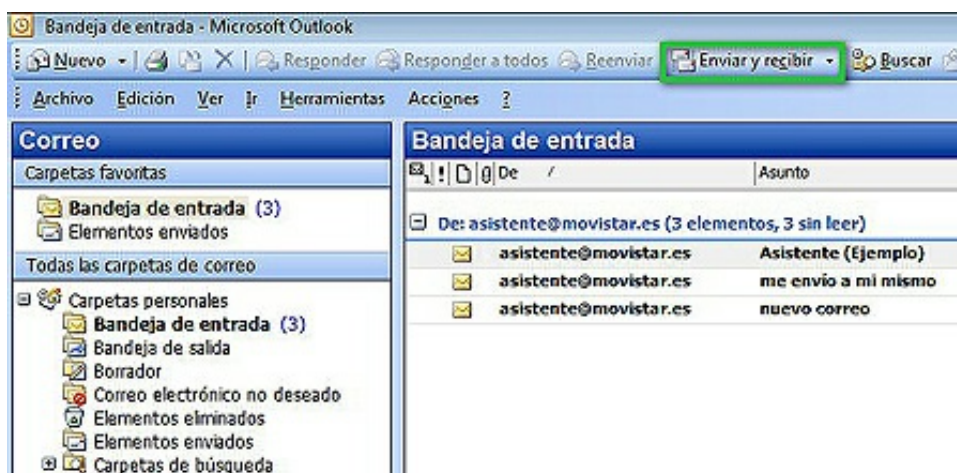 Bandeja de entrada - Microsoft Outlook
Nuevo Responder Responder a todos Reenviar Enviar y recibir Buscar
Archivo Edición Ver Ir Herramientas Acciones ?
Correo
Carpetas favoritas
Bandeja de entrada (3)
Elementos enviados
Todas las carpetas de correo
Carpetas personales
Bandeja de entrada (3)
Bandeja de salida
Borrador
Correo electrónico no deseado
Elementos eliminados
Elementos enviados
Carpetas de búsqueda
Bandeja de entrada
De / Asunto
De: asistente@movistar.es (3 elementos, 3 sin leer)
asistente@movistar.es Asistente (Ejemplo)
asistente@movistar.es me envío a mi mismo
asistente@movistar.es nuevo correo